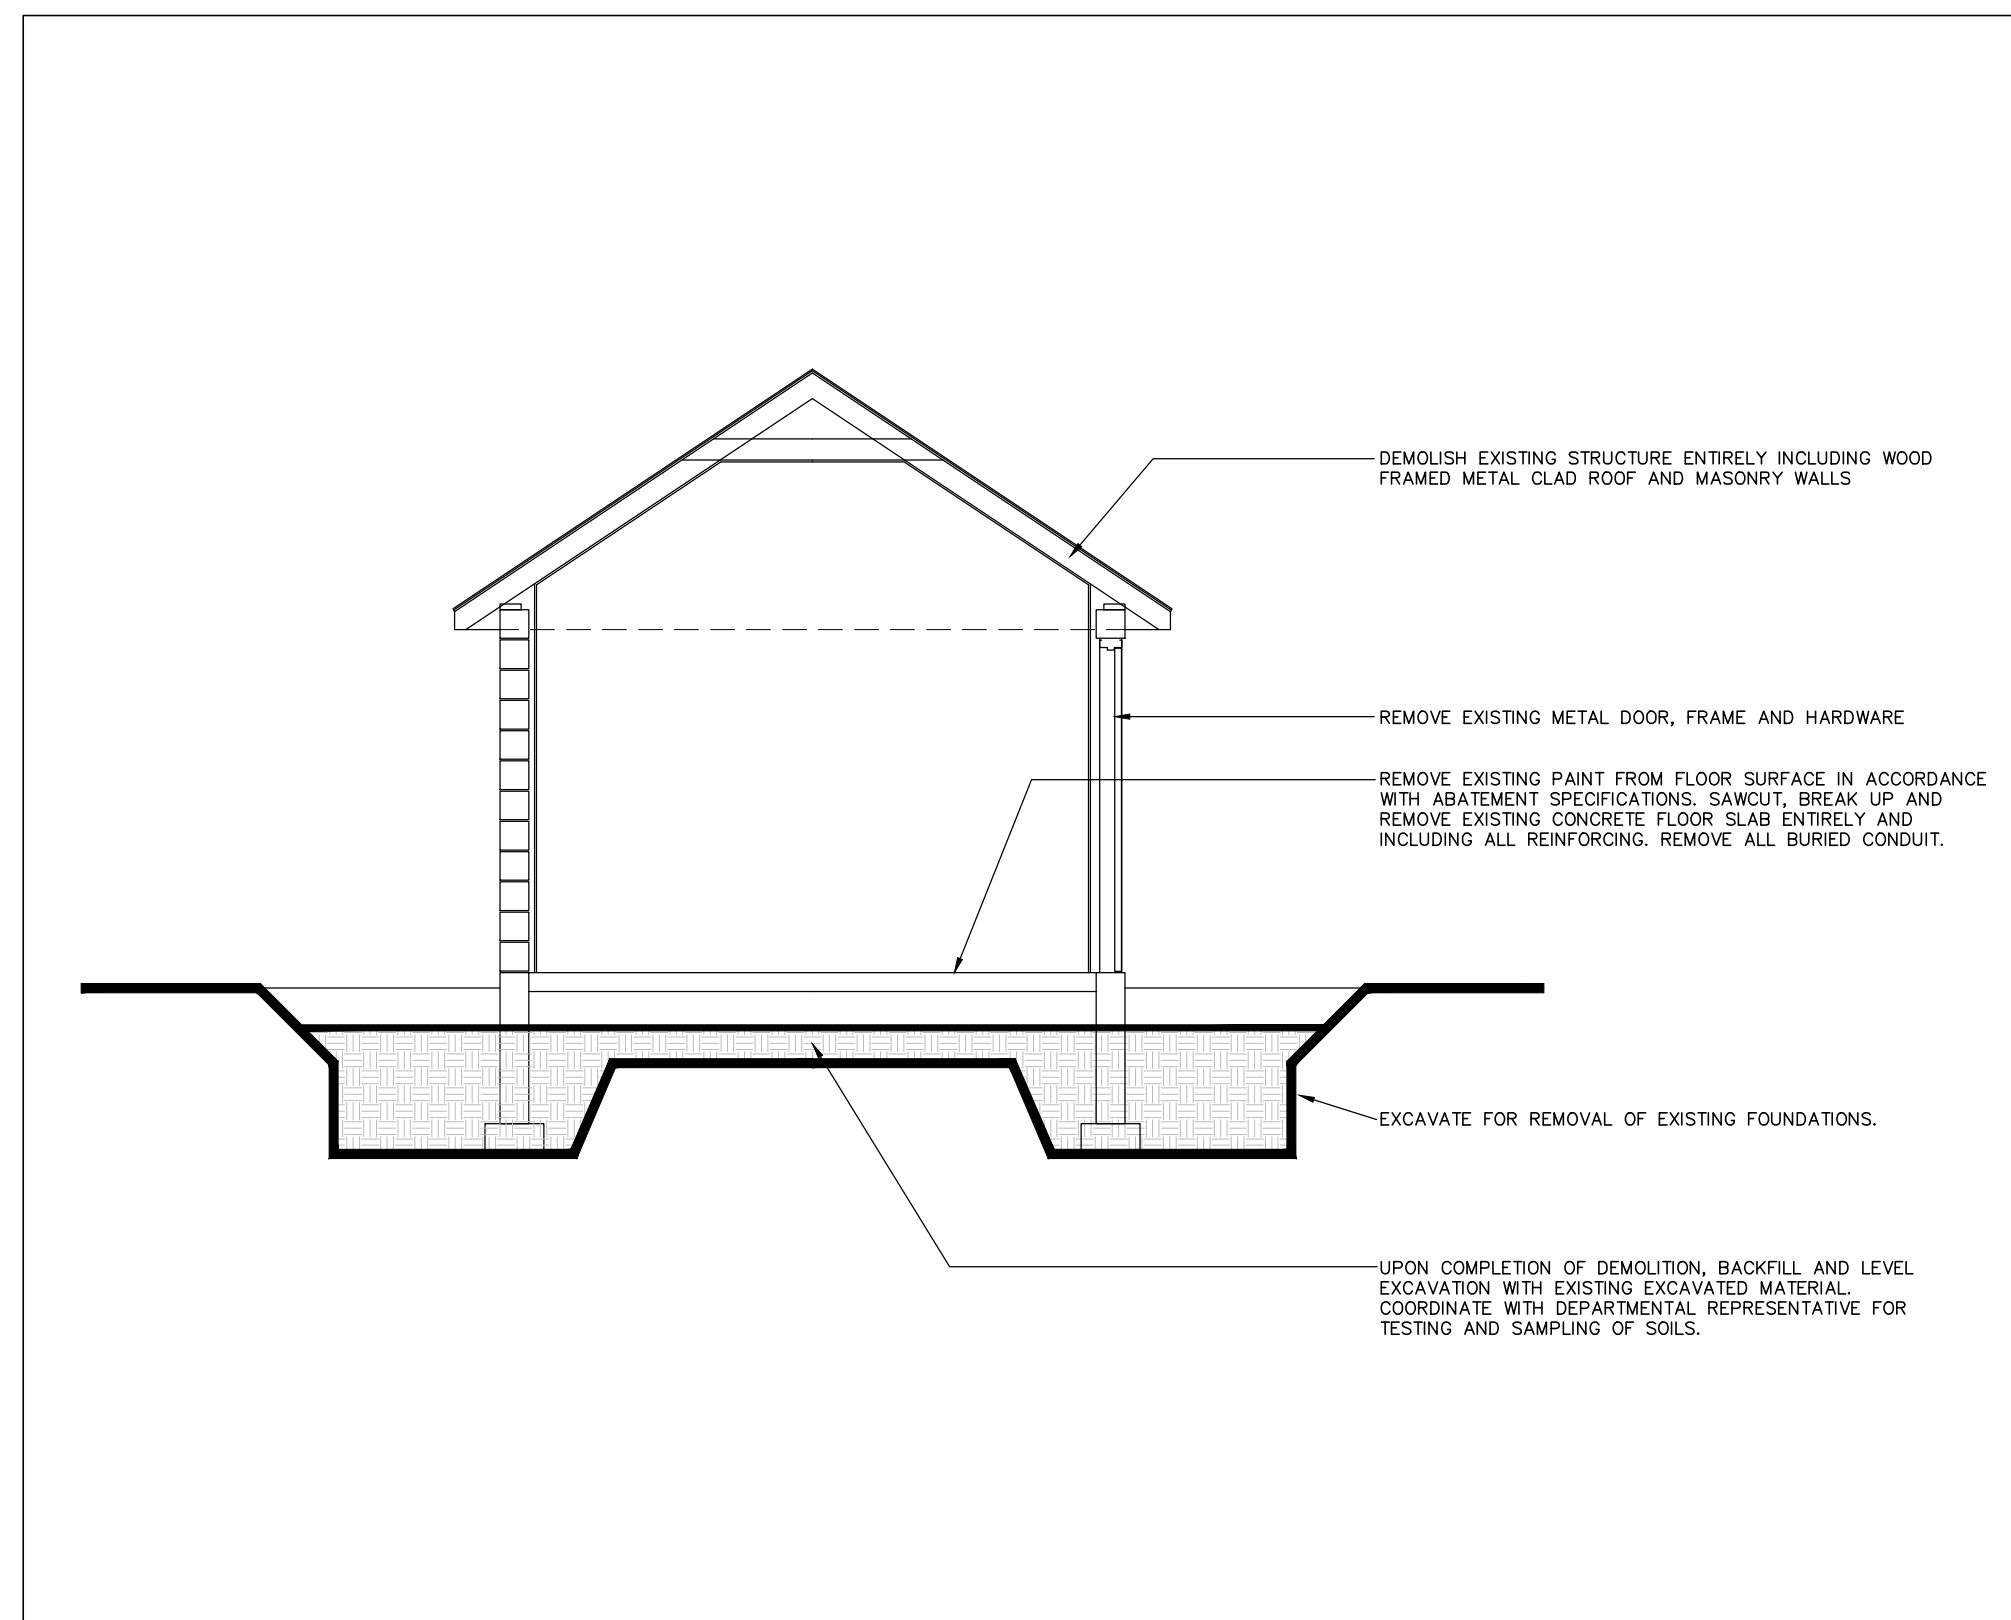 DEMOLISH EXISTING STRUCTURE ENTIRELY INCLUDING WOOD
FRAMED METAL CLAD ROOF AND MASONRY WALLS
REMOVE EXISTING METAL DOOR, FRAME AND HARDWARE
REMOVE EXISTING PAINT FROM FLOOR SURFACE IN ACCORDANCE
WITH ABATEMENT SPECIFICATIONS. SAWCUT, BREAK UP AND
REMOVE EXISTING CONCRETE FLOOR SLAB ENTIRELY AND
INCLUDING ALL REINFORCING. REMOVE ALL BURIED CONDUIT.
EXCAVATE FOR REMOVAL OF EXISTING FOUNDATIONS.
UPON COMPLETION OF DEMOLITION, BACKFILL AND LEVEL
EXCAVATION WITH EXISTING EXCAVATED MATERIAL.
COORDINATE WITH DEPARTMENTAL REPRESENTATIVE FOR
TESTING AND SAMPLING OF SOILS.